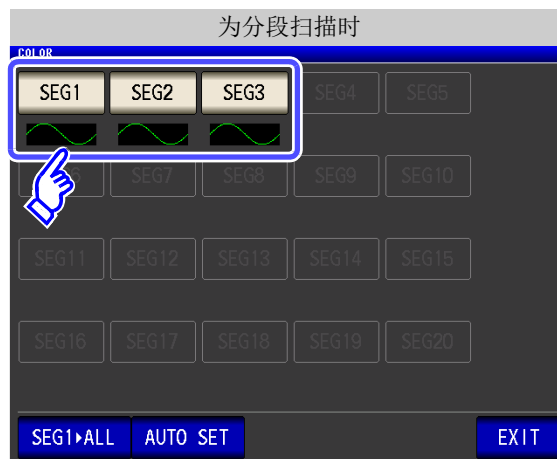 为分段扫描时
COLOR
SEG1 SEG2 SEG3 SEG4 SEG5
6 SEG7 SEG8 SEG9 SEG10
SEG11 SEG12 SEG13 SEG14 SEG15
SEG16 SEG17 SEG18 SEG19 SEG20
SEG1▸ALL AUTO SET EXIT